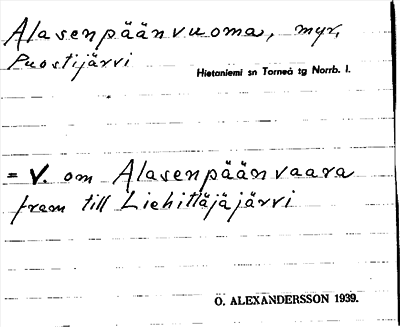 Alasenpäänvuoma, myr,
Puostijärvi
Hietaniemi sn Torneå tg Norrb. l.
= V. om Alasenpäänvaara
fram till Liehittäjäjärvi
O. ALEXANDERSSON 1939.